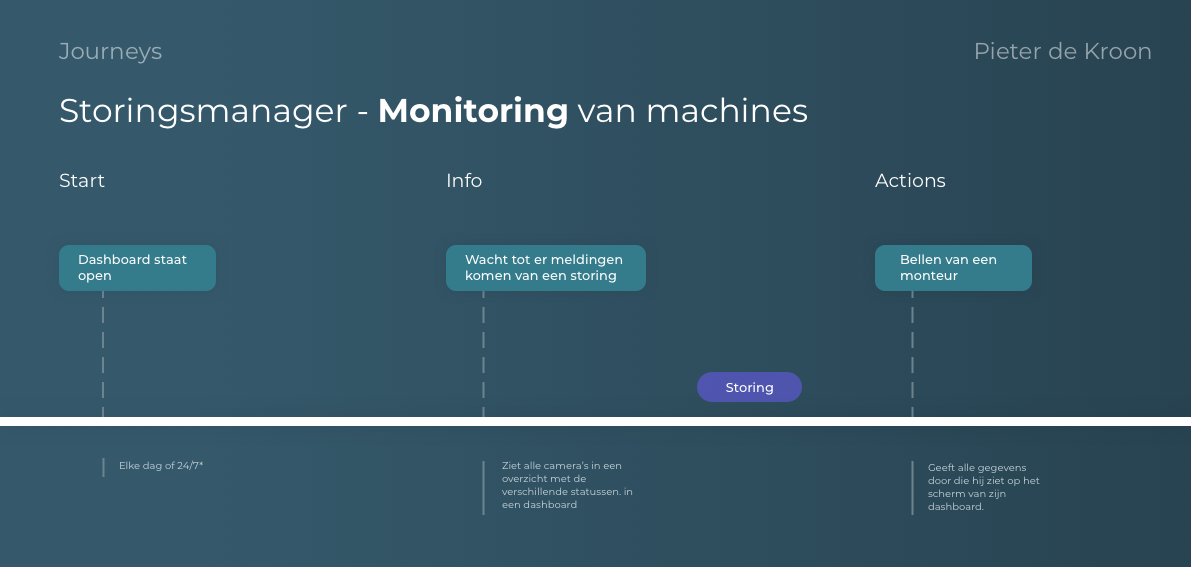 Journeys
Pieter de Kroon
Storingsmanager - Monitoring van machines
Start
Info
Actions
Dashboard staat
open
Wacht tot er meldingen
komen van een storing
Bellen van een
monteur
Storing
Elke dag of 24/7*
Ziet alle camera's in een
overzicht met de
verschillende statussen. in
een dashboard
Geeft alle gegevens
door die hij ziet op het
scherm van zijn
dashboard.